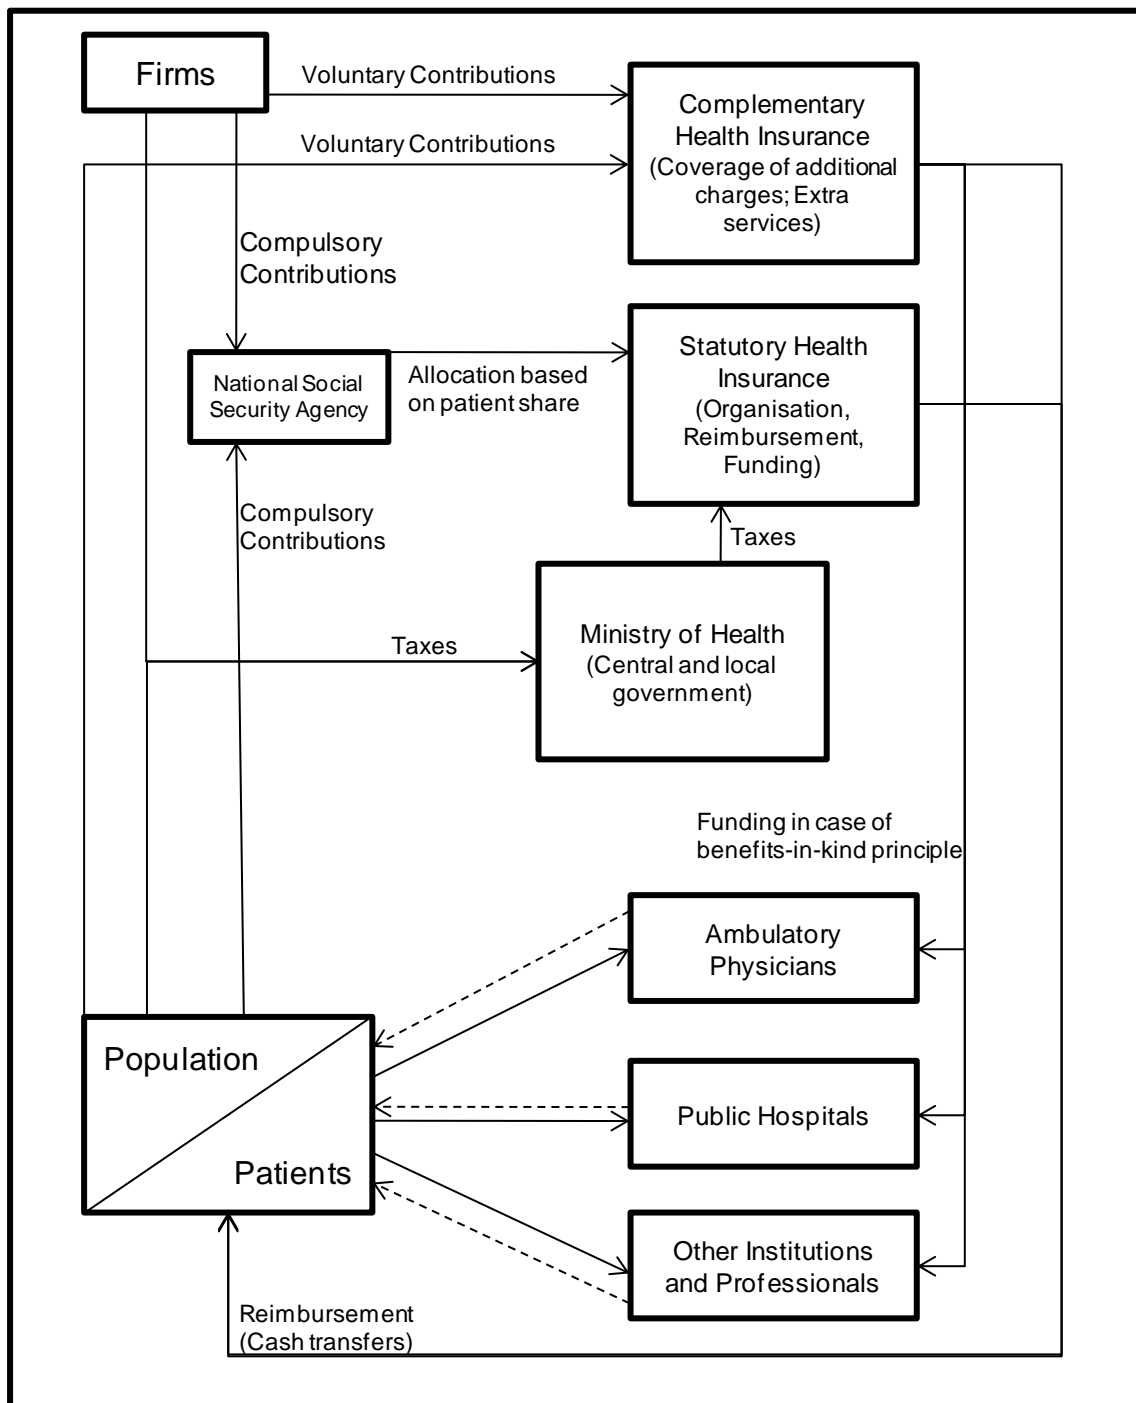 Firms
Voluntary Contributions
Complementary
Health Insurance
(Coverage of additional
charges; Extra
services)
Voluntary Contributions
Compulsory
Contributions
National Social
Security Agency
Allocation based
on patient share
Statutory Health
Insurance
(Organisation,
Reimbursement,
Funding)
Compulsory
Contributions
Taxes
Ministry of Health
(Central and local
government)
Taxes
Funding in case of
benefits-in-kind principle
Ambulatory
Physicians
Population
Patients
Public Hospitals
Other Institutions
and Professionals
Reimbursement
(Cash transfers)